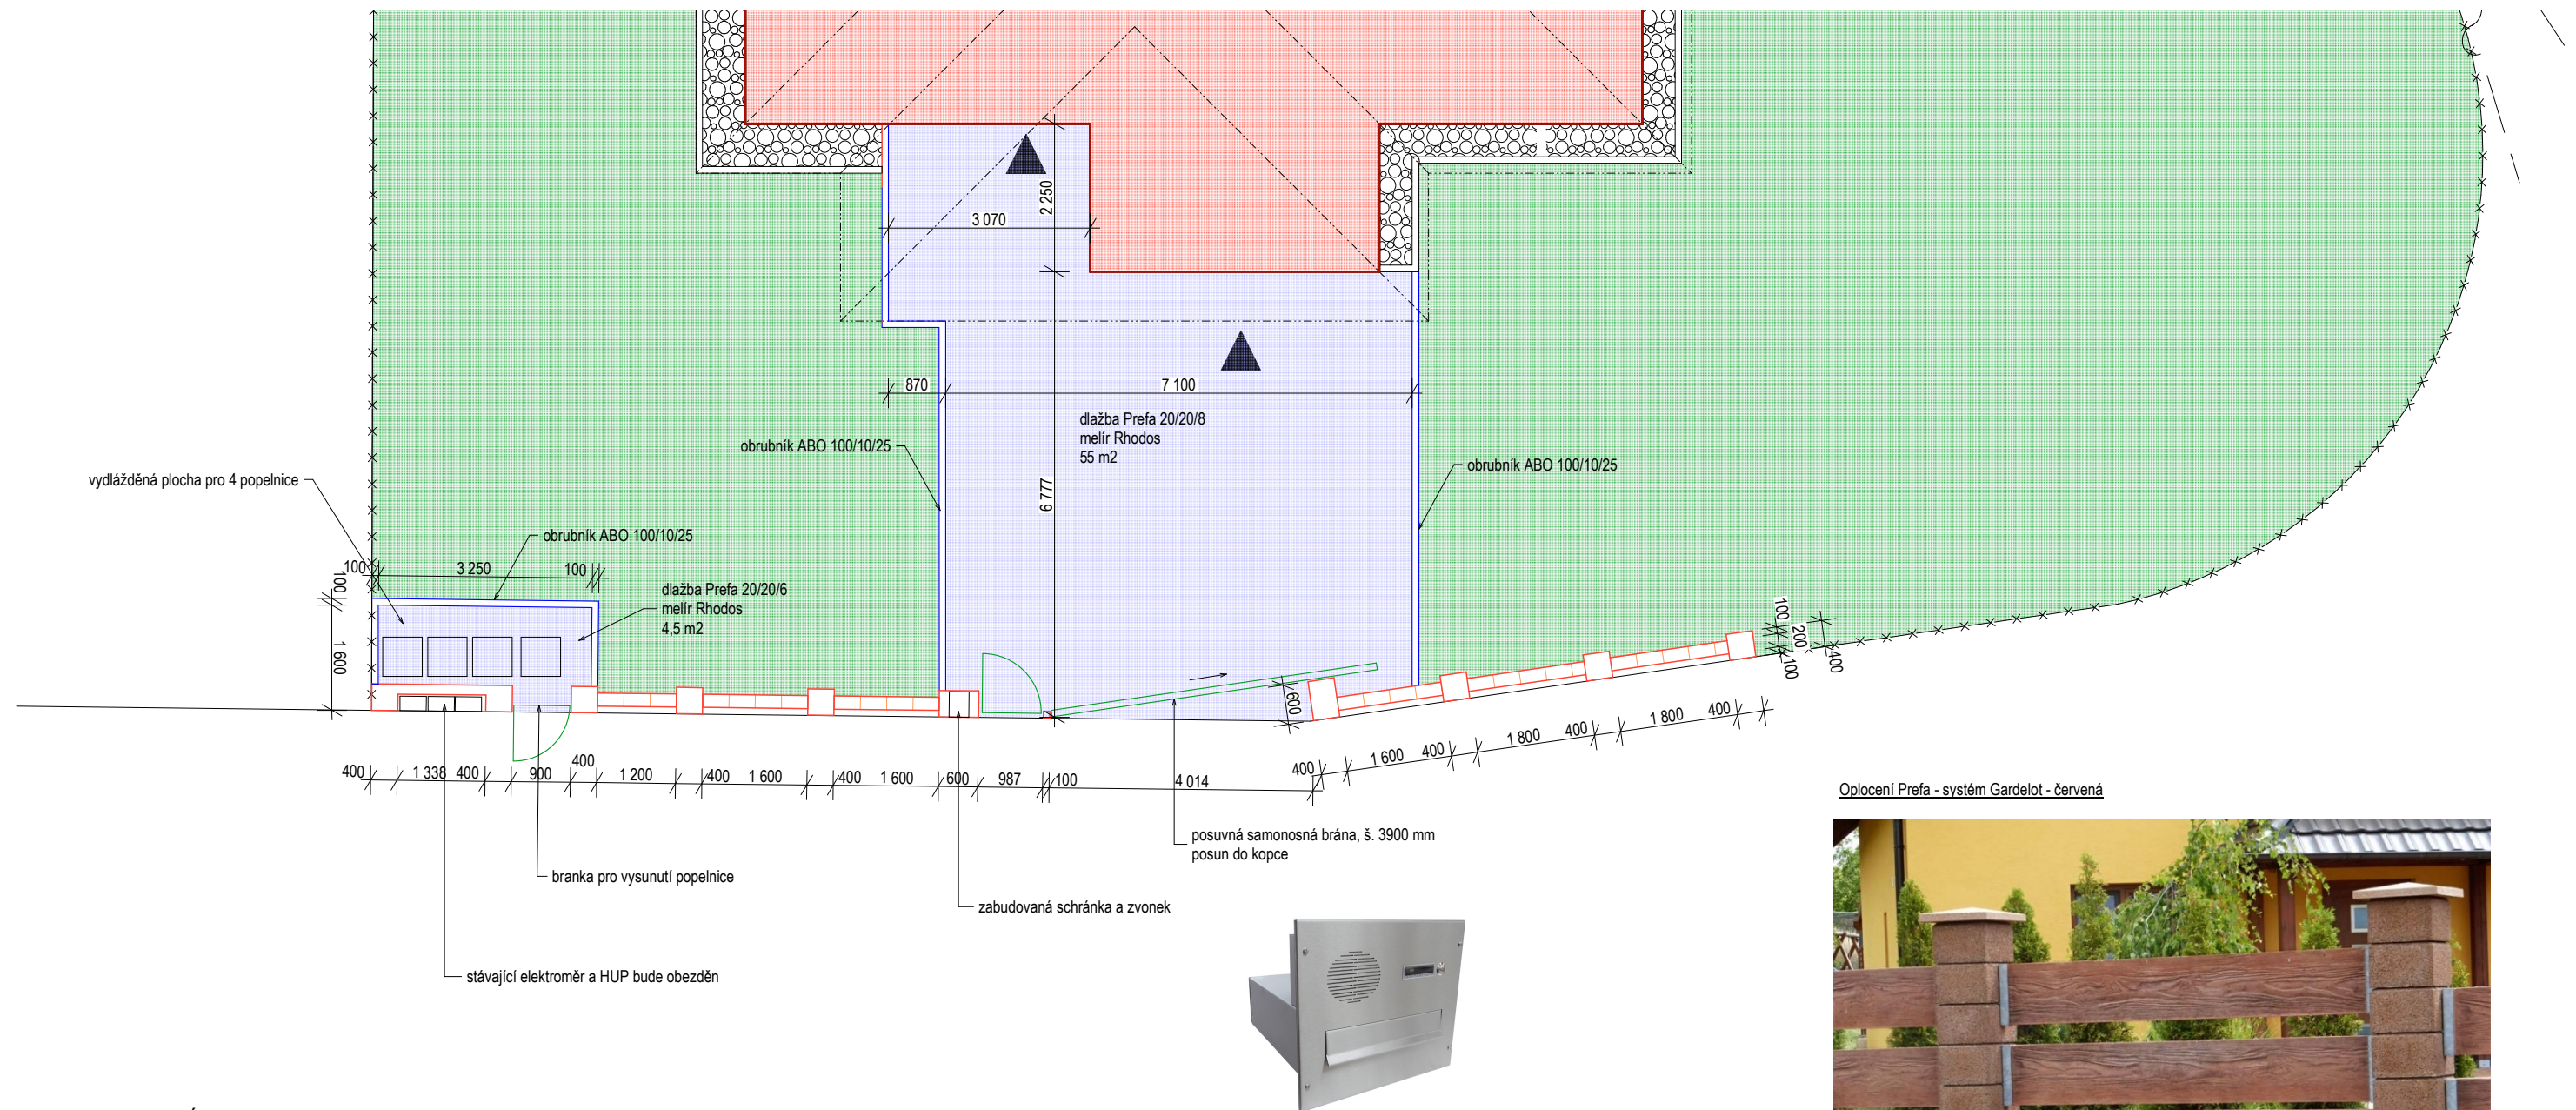 2 250
3 070
870
7 100
dlažba Prefa 20/20/8
melír Rhodos
55 m2
obrubník ABO 100/10/25
obrubník ABO 100/10/25
vydlážděná plocha pro 4 popelnice
6 777
obrubník ABO 100/10/25
100
3 250
100
100
dlažba Prefa 20/20/6
melír Rhodos
4,5 m2
1 600
100
200
100
400
600
400
1 338
400
900
400
1 200
400
1 600
400
1 600
600
987
100
4 014
400
1 600
400
1 800
400
1 800
400
Oplocení Prefa - systém Gardelot - červená
posuvná samonosná brána, š. 3900 mm
posun do kopce
branka pro vysunutí popelnice
zabudovaná schránka a zvonek
stávající elektroměr a HUP bude obezděn